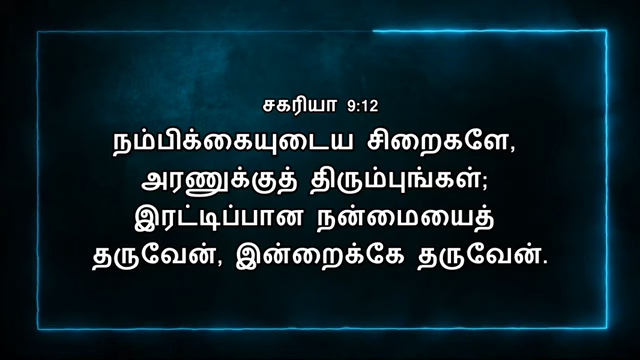 சகரியா 9:12
நம்பிக்கையுடைய சிறைகளே,
அரணுக்குத் திரும்புங்கள்;
இரட்டிப்பான நன்மையைத்
தருவேன், இன்றைக்கே தருவேன்.